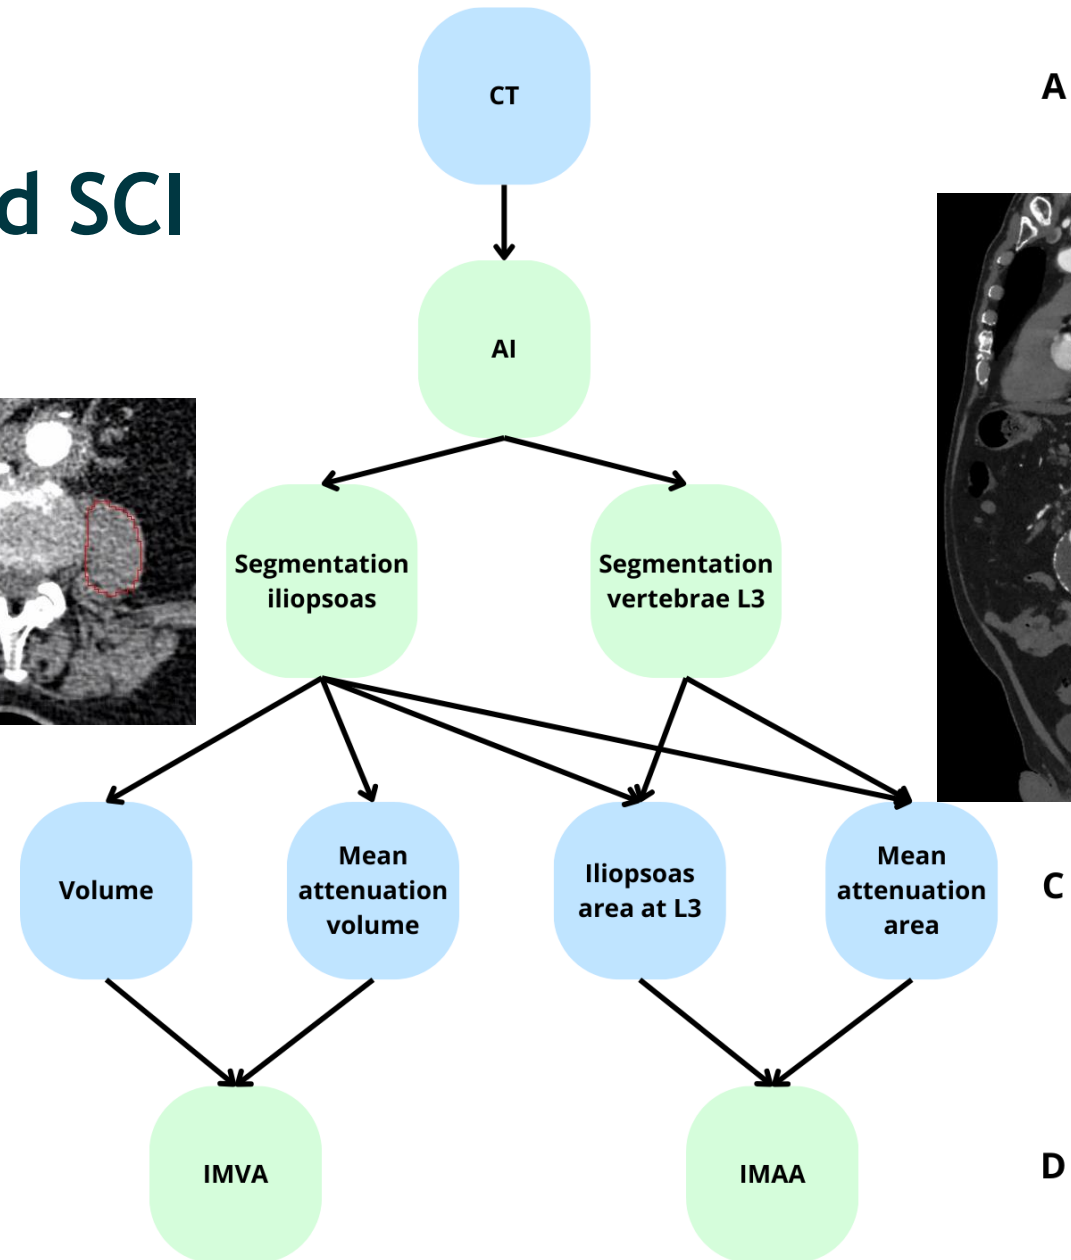 CT
A
d SCI
AI
Segmentation
iliopsoas
Segmentation
vertebrae L3
Volume
Mean
attenuation
volume
Iliopsoas
area at L3
Mean
attenuation
area
C
IMVA
IMAA
D